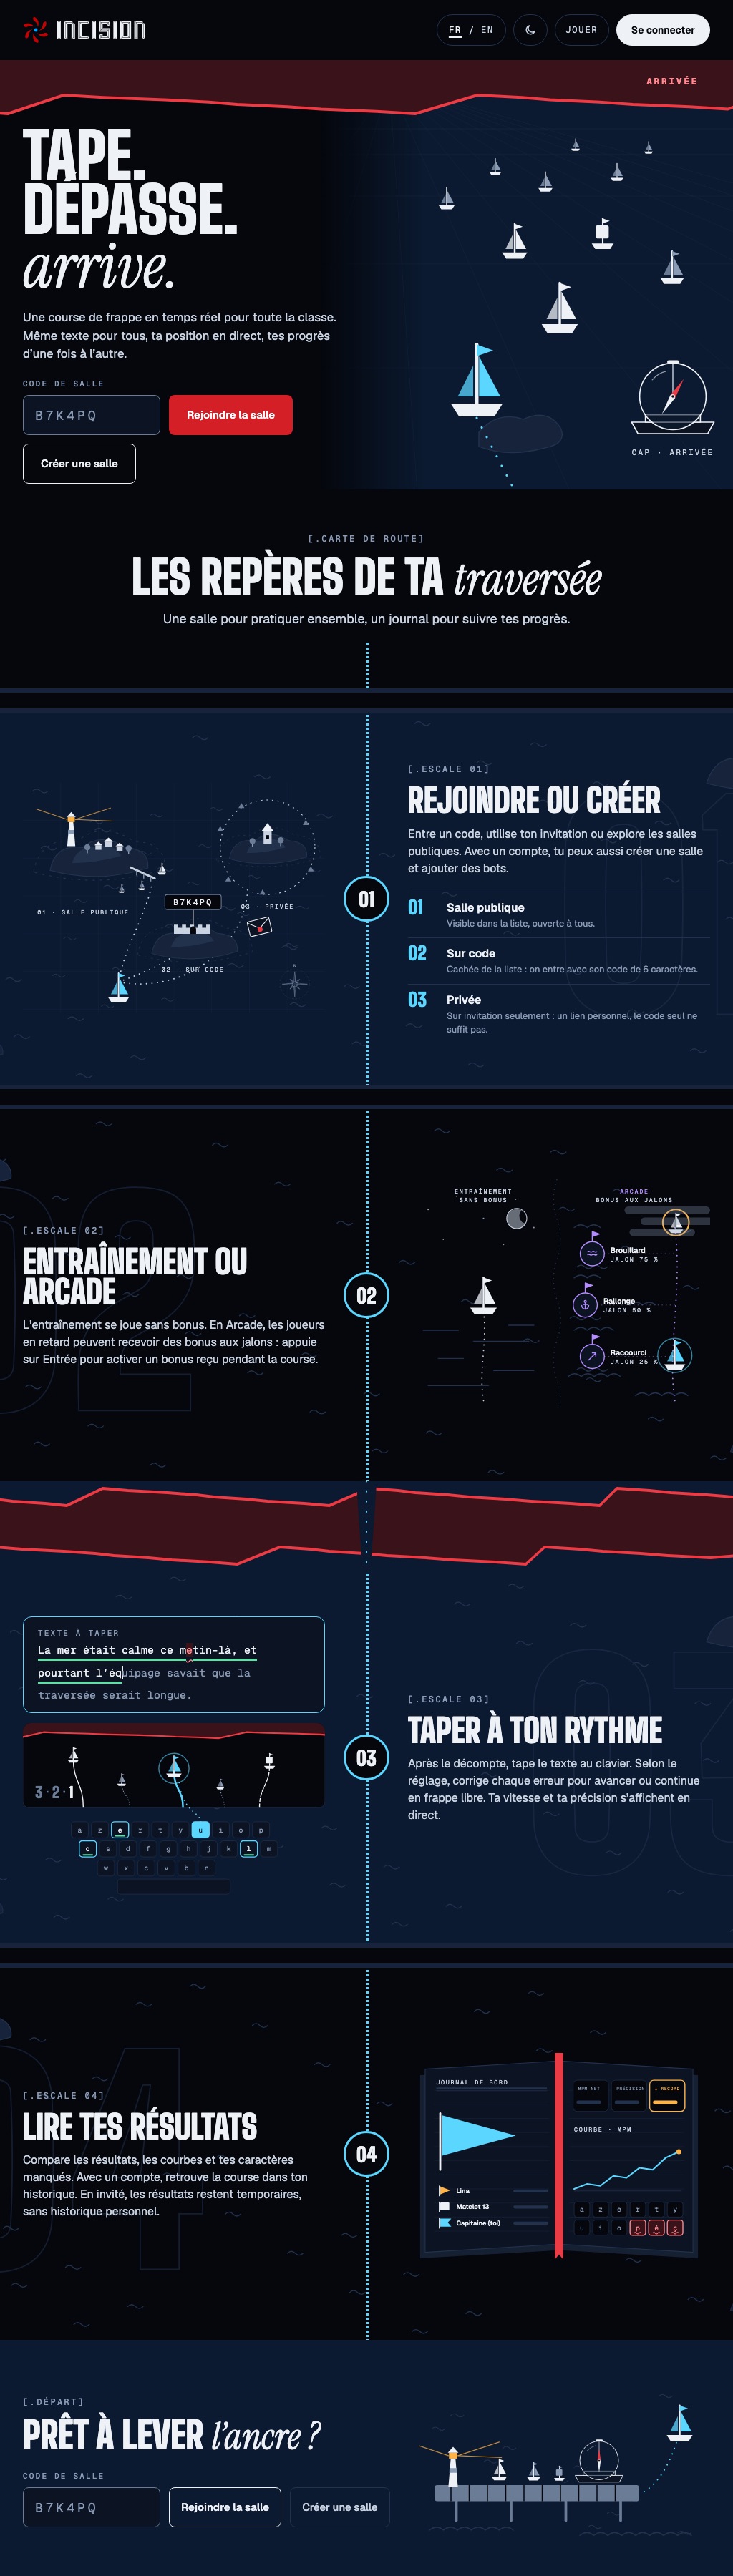 INCISION
FR / EN
JOUER
Se connecter
ARRIVÉE
TAPE.
DÉPASSE.
arrive.
Une course de frappe en temps réel pour toute la classe.
Même texte pour tous, ta position en direct, tes progrès
d'une fois à l'autre.
CODE DE SALLE
B7K4PQ
Rejoindre la salle
Créer une salle
CAP · ARRIVÉE
[.CARTE DE ROUTE]
LES REPÈRES DE TA traversée
Une salle pour pratiquer ensemble, un journal pour suivre tes progrès.
01 · SALLE PUBLIQUE
B7K4PQ
03 · PRIVÉE
02 · SUR CODE
01
[.ESCALE 01]
REJOINDRE OU CRÉER
Entre un code, utilise ton invitation ou explore les salles
publiques. Avec un compte, tu peux aussi créer une salle
et ajouter des bots.
01 Salle publique
Visible dans la liste, ouverte à tous.
02 Sur code
Cachée de la liste : on entre avec son code de 6 caractères.
03 Privée
Sur invitation seulement : un lien personnel, le code seul ne
suffit pas.
[.ESCALE 02]
ENTRAÎNEMENT OU
ARCADE
L'entraînement se joue sans bonus. En Arcade, les joueurs
en retard peuvent recevoir des bonus aux jalons : appuie
sur Entrée pour activer un bonus reçu pendant la course.
02
ENTRAÎNEMENT
SANS BONUS
ARCADE
BONUS AUX JALONS
Brouillard
JALON 75 %
Rallonge
JALON 50 %
Raccourci
JALON 25 %
TEXTE À TAPER
La mer était calme ce metin-là, et
pourtant l'équipage savait que la
traversée serait longue.
3·2·1
a z e r t y u i o p
q s d f g h j k l m
w x c v b n
03
[.ESCALE 03]
TAPER À TON RYTHME
Après le décompte, tape le texte au clavier. Selon le
réglage, corrige chaque erreur pour avancer ou continue
en frappe libre. Ta vitesse et ta précision s'affichent en
direct.
[.ESCALE 04]
LIRE TES RÉSULTATS
Compare les résultats, les courbes et tes caractères
manqués. Avec un compte, retrouve la course dans ton
historique. En invité, les résultats restent temporaires,
sans historique personnel.
04
JOURNAL DE BORD
Lina
Matelot 13
Capitaine (toi)
WPM NET
PRÉCISION
RECORD
COURBE · MPM
a z e r t y
u i o p é ç
[.DÉPART]
PRÊT À LEVER l'ancre ?
CODE DE SALLE
B7K4PQ
Rejoindre la salle
Créer une salle